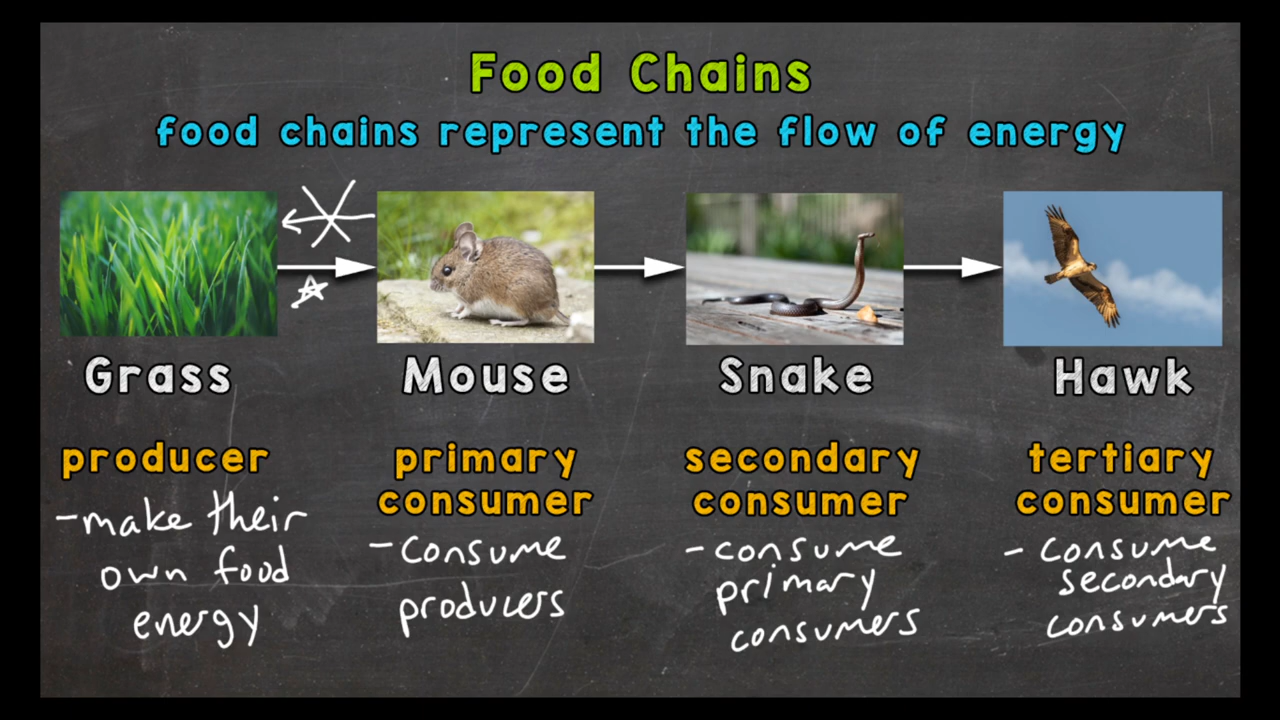 Food Chains
food chains represent the flow of energy
Grass
Mouse
Snake
Hawk
producer
-make their
own food
energy
primary
consumer
-consume
producers
secondary
consumer
-consume
primary
consumers
tertiary
consumer
- consume
secondary
consumers